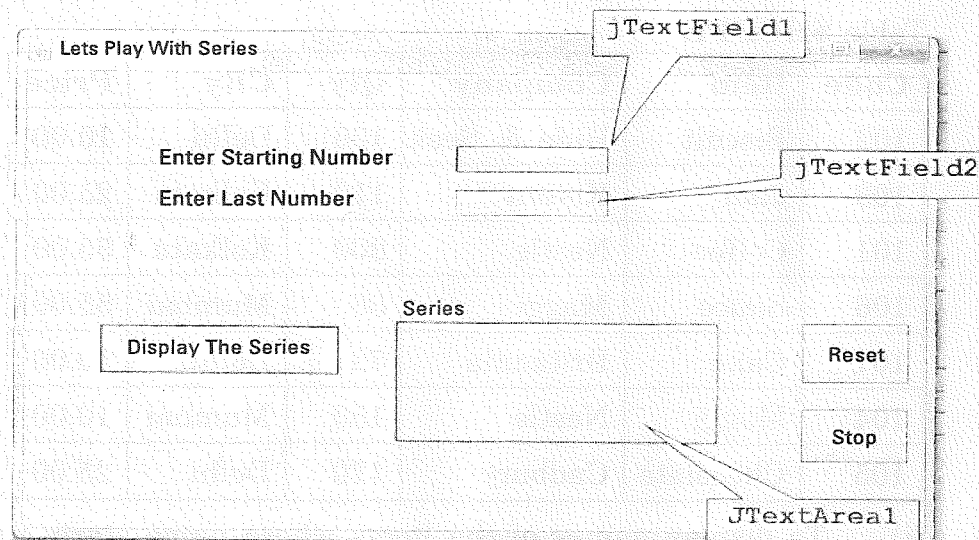 jTextField1
Lets Play With Series
Enter Starting Number
jTextField2
Enter Last Number
Series
Display The Series
Reset
Stop
JTextArea1